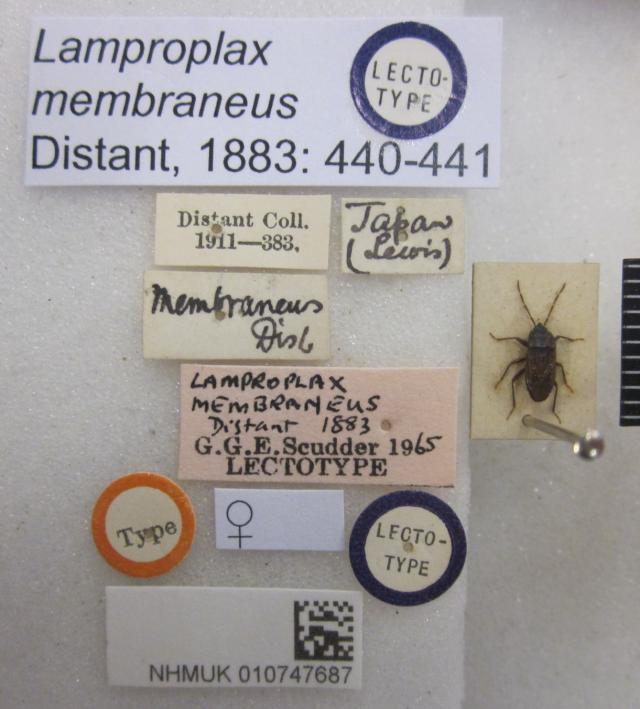 Lamproplax
membraneus
Distant, 1883: 440-441
LECTO-
TYPE
Distant Coll.
1911—383.
Japan
(Lewis)
Membraneus
Dist
LAMPROPLAX
MEMBRANEUS
Distant 1883
G.G.E.Scudder 1965
LECTOTYPE
Type
♀
LECTO-
TYPE
NHMUK 010747687